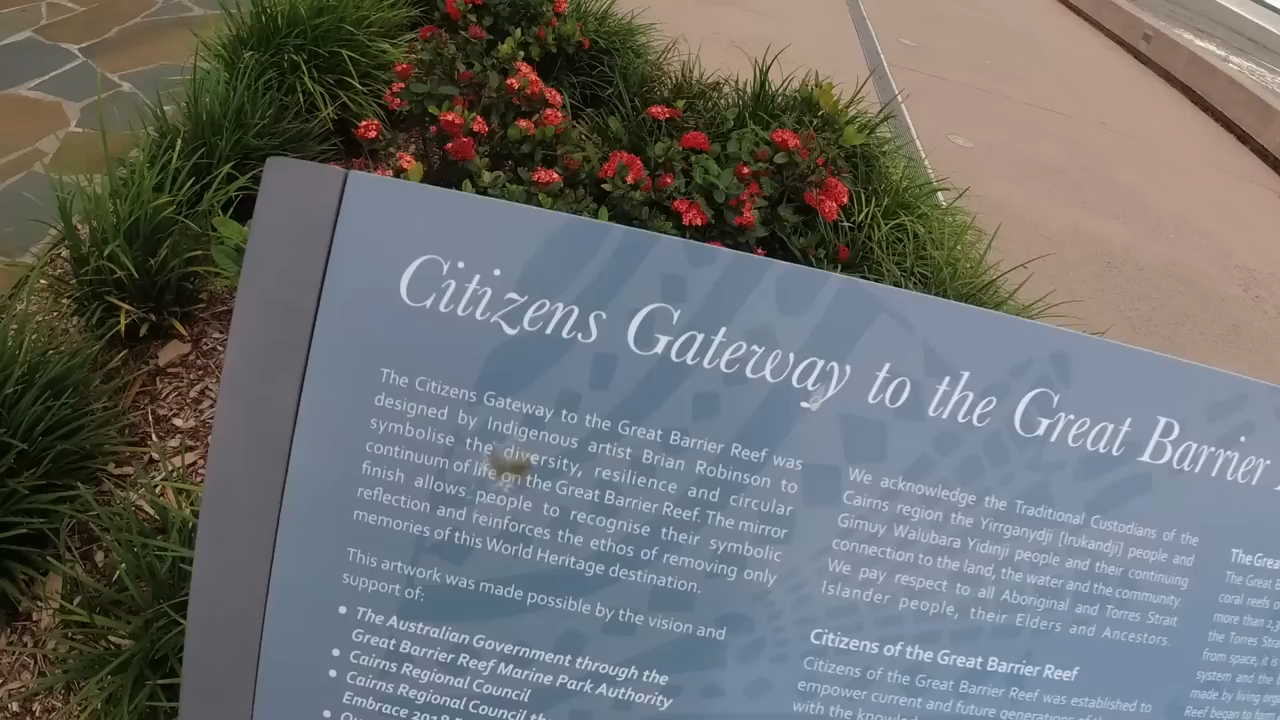 Citizens Gateway to the Great Barrier
The Citizens Gateway to the Great Barrier Reef was
designed by Indigenous artist Brian Robinson to
symbolise the diversity, resilience and circular
continuum of life on the Great Barrier Reef. The mirror
finish allows people to recognise their symbolic
reflection and reinforces the ethos of removing only
memories of this World Heritage destination.
This artwork was made possible by the vision and
support of:
• The Australian Government through the
Great Barrier Reef Marine Park Authority
• Cairns Regional Council
• Cairns Regional Council
Embrace 2018
We acknowledge the Traditional Custodians of the
Cairns region the Yirrganydji [Irukandji] people and
Gimuy Walubara Yidinji people and their continuing
connection to the land, the water and the community.
We pay respect to all Aboriginal and Torres Strait
Islander people, their Elders and Ancestors.
Citizens of the Great Barrier Reef
Citizens of the Great Barrier Reef was established to
empower current and future generations of
with the
The Grea
The Great
coral reefs
more than
the Torres Stra
from space, it is
system and the
made by living
Reef began to